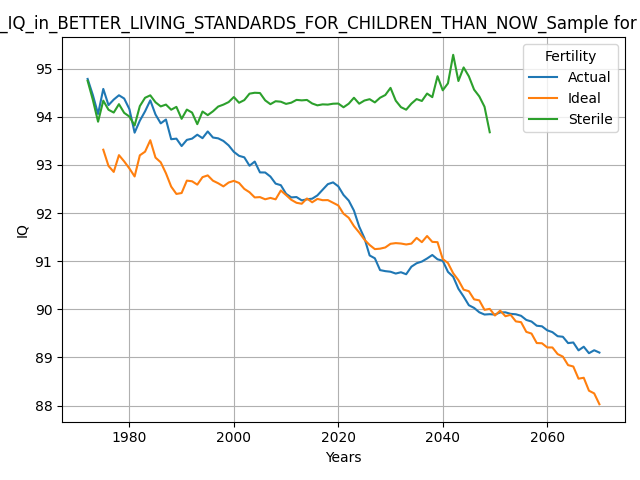 _IQ_in_BETTER_LIVING_STANDARDS_FOR_CHILDREN_THAN_NOW_Sample for
Fertility
Actual
Ideal
Sterile
95
94
93
92
91
90
89
88
IQ
1980
2000
2020
2040
2060
Years